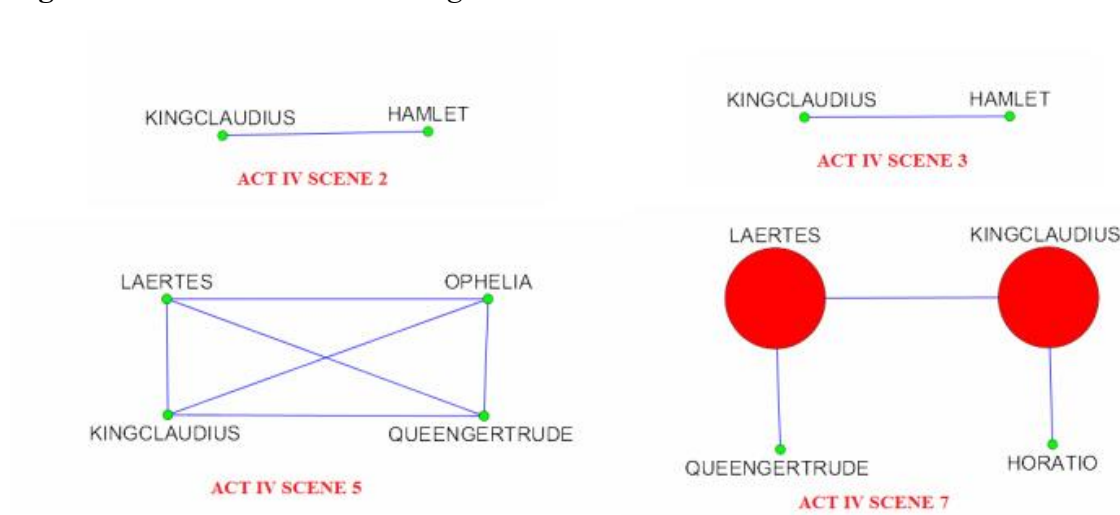 KINGCLAUDIUS HAMLET
ACT IV SCENE 2
KINGCLAUDIUS HAMLET
ACT IV SCENE 3
LAERTES OPHELIA
KINGCLAUDIUS QUEENGERTRUDE
ACT IV SCENE 5
LAERTES KINGCLAUDIUS
QUEENGERTRUDE HORATIO
ACT IV SCENE 7